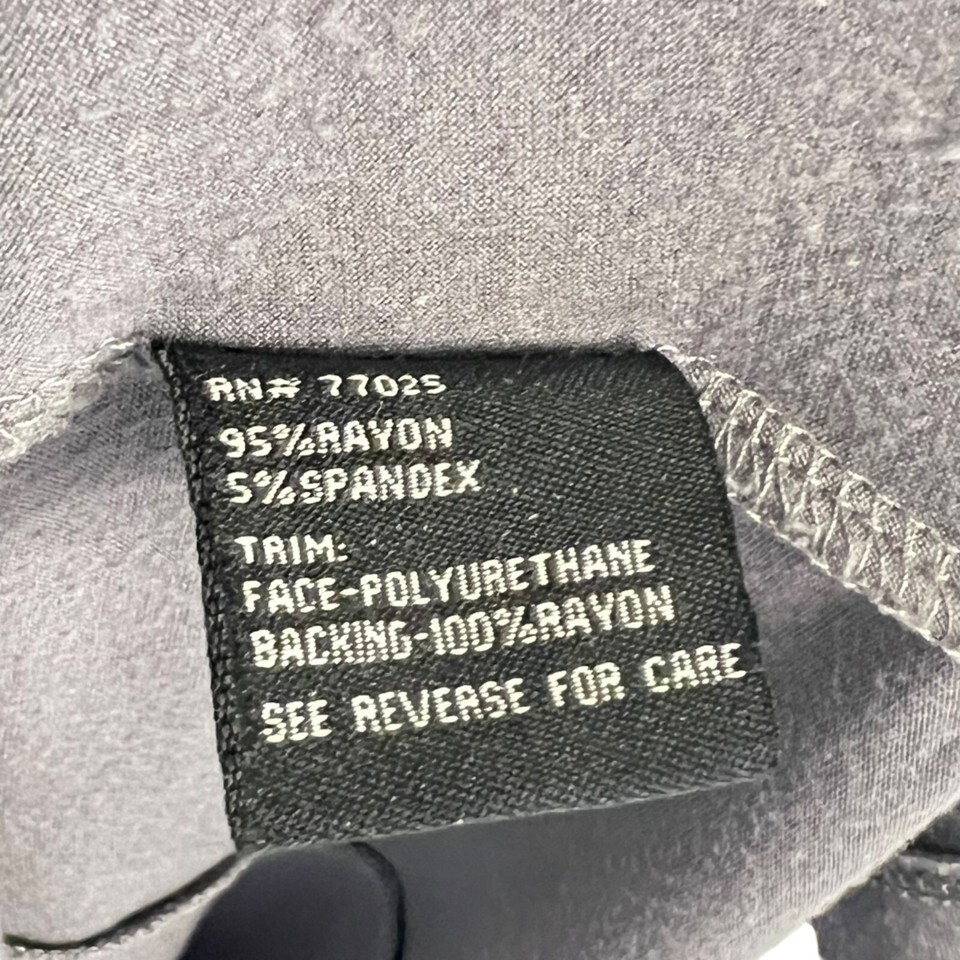 RN# 77025
95%RAYON
5%SPANDEX
TRIM:
FACE-POLYURETHANE
BACKING-100%RAYON
SEE REVERSE FOR CARE